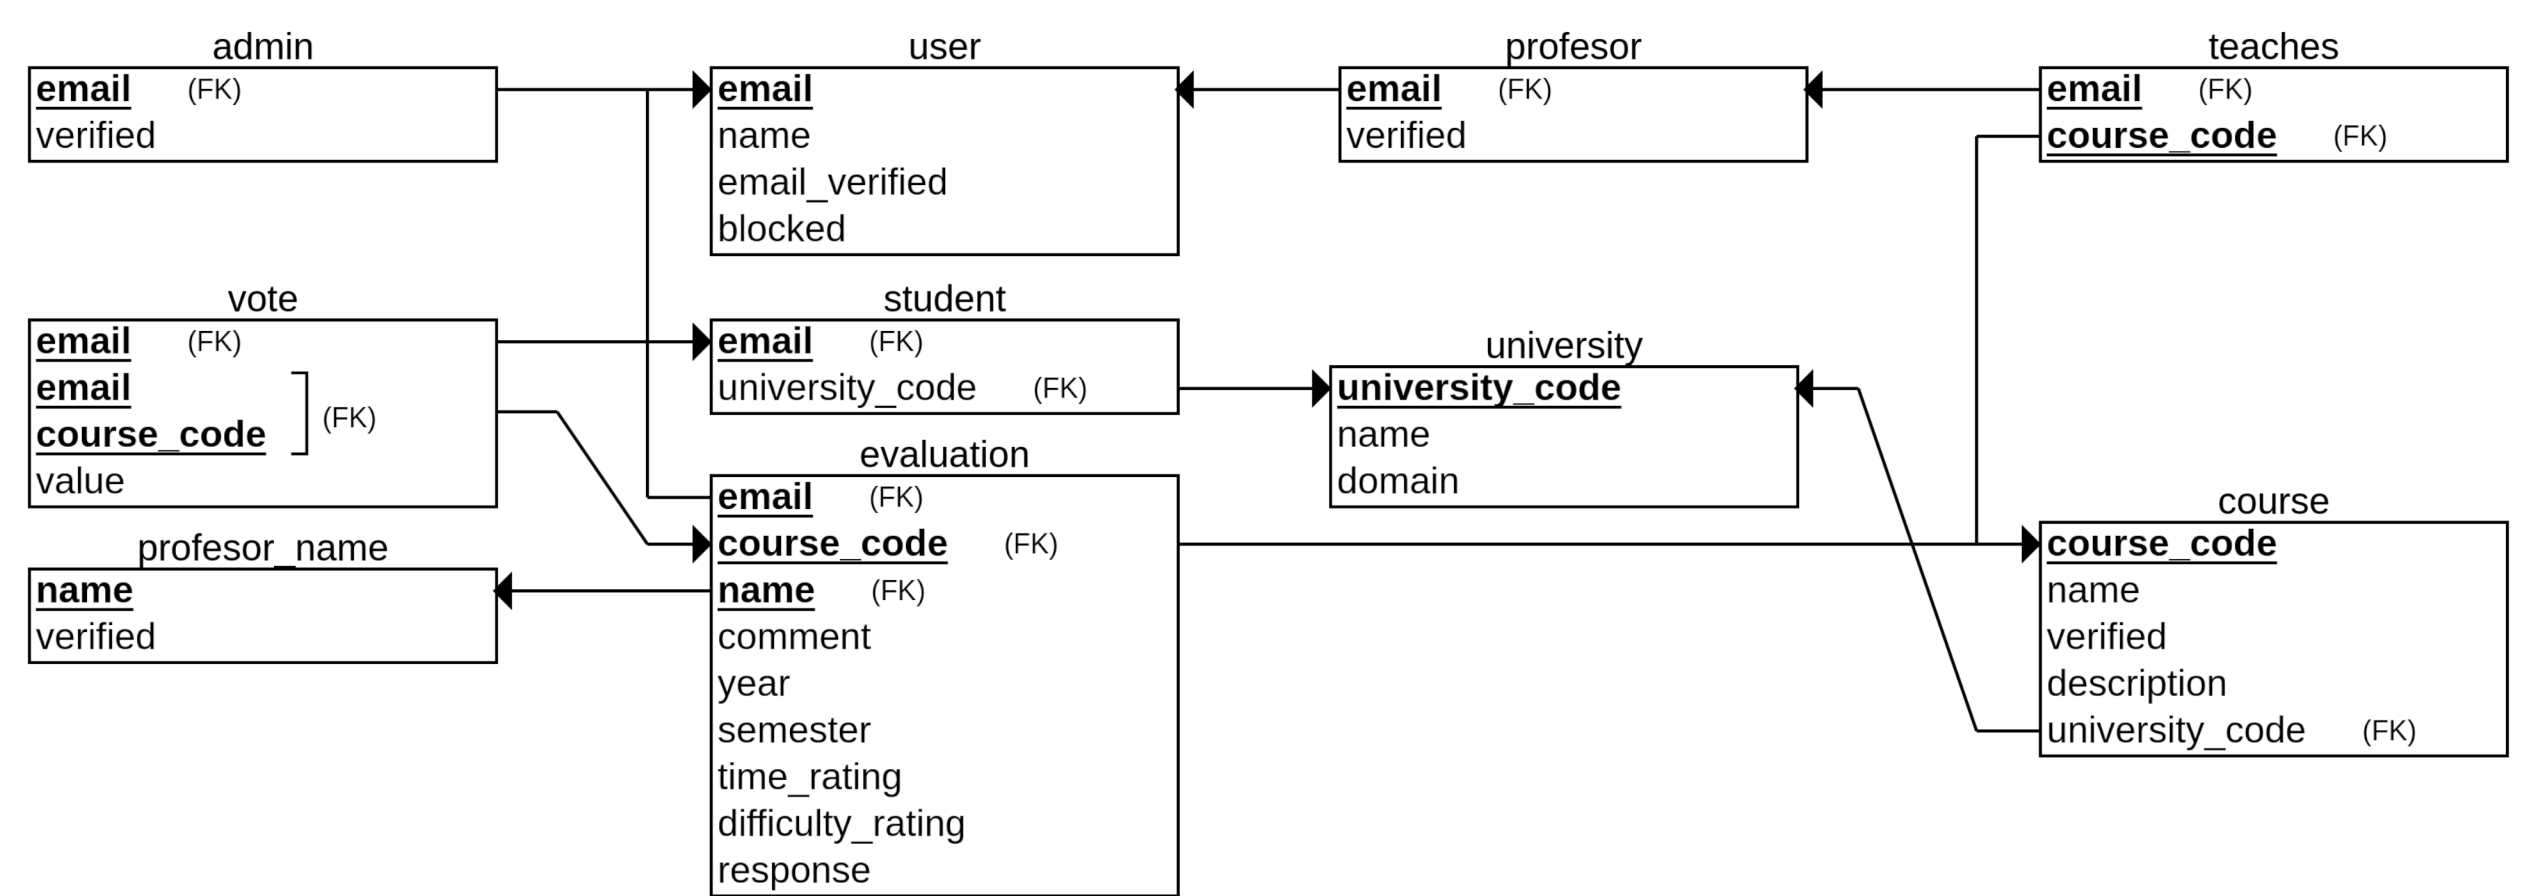 admin
email (FK)
verified
user
email
name
email_verified
blocked
profesor
email (FK)
verified
teaches
email (FK)
course_code (FK)
vote
email (FK)
email
course_code
(FK)
value
student
email (FK)
university_code (FK)
university
university_code
name
domain
profesor_name
name
verified
evaluation
email (FK)
course_code (FK)
name (FK)
comment
year
semester
time_rating
difficulty_rating
response
course
course_code
name
verified
description
university_code (FK)